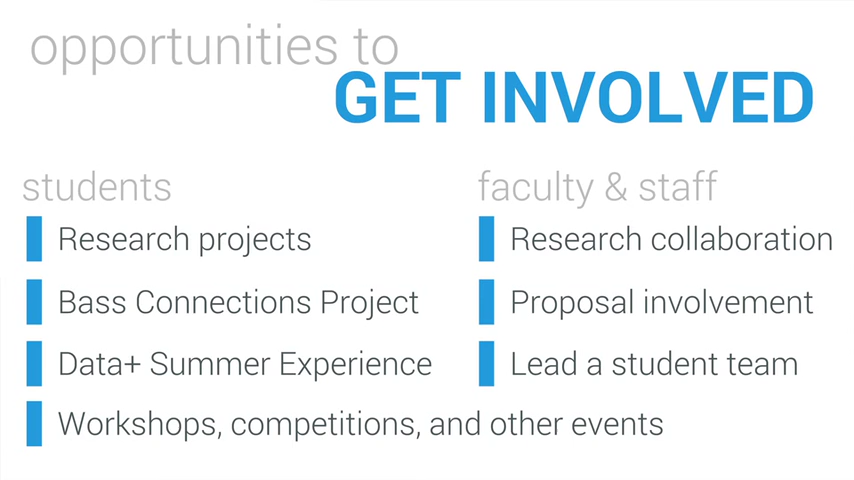 opportunities to
GET INVOLVED
students
Research projects
Bass Connections Project
Data+ Summer Experience
Workshops, competitions, and other events
faculty & staff
Research collaboration
Proposal involvement
Lead a student team